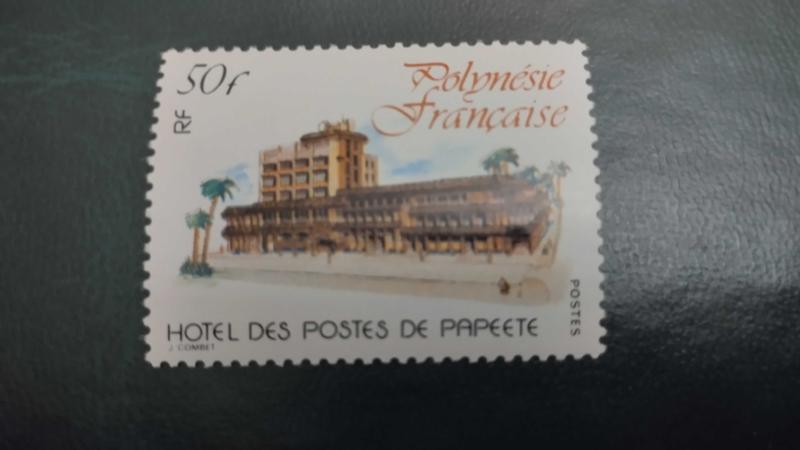 50f
RF
Polynésie
Française
POSTES
HOTEL DES POSTES DE PAPEETE
J. COMBET